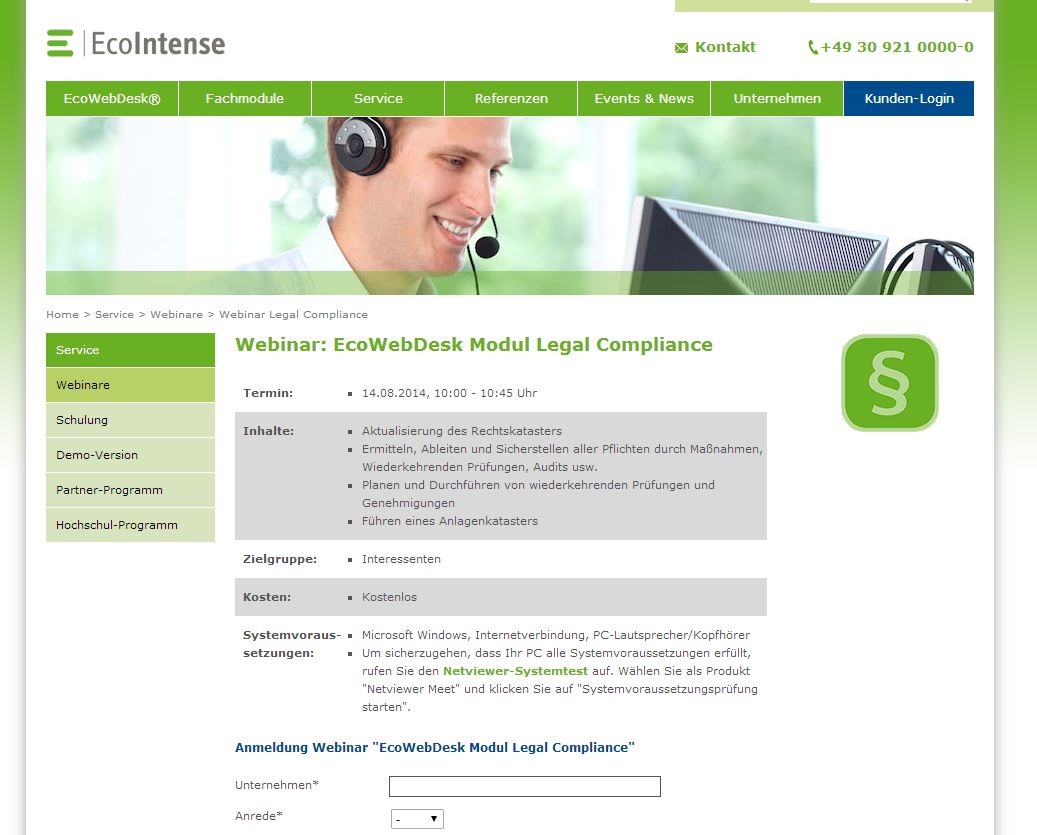 EcoIntense
Kontakt
+49 30 921 0000-0
EcoWebDesk®
Fachmodule
Service
Referenzen
Events & News
Unternehmen
Kunden-Login
Home > Service > Webinare > Webinar Legal Compliance
Service
Webinare
Schulung
Demo-Version
Partner-Programm
Hochschul-Programm
Webinar: EcoWebDesk Modul Legal Compliance
§
Termin:
▪ 14.08.2014, 10:00 - 10:45 Uhr
Inhalte:
▪ Aktualisierung des Rechtskatasters
▪ Ermitteln, Ableiten und Sicherstellen aller Pflichten durch Maßnahmen,
Wiederkehrenden Prüfungen, Audits usw.
▪ Planen und Durchführen von wiederkehrenden Prüfungen und
Genehmigungen
▪ Führen eines Anlagenkatasters
Zielgruppe:
▪ Interessenten
Kosten:
▪ Kostenlos
Systemvoraus-
setzungen:
▪ Microsoft Windows, Internetverbindung, PC-Lautsprecher/Kopfhörer
▪ Um sicherzugehen, dass Ihr PC alle Systemvoraussetzungen erfüllt,
rufen Sie den Netviewer-Systemtest auf. Wählen Sie als Produkt
"Netviewer Meet" und klicken Sie auf "Systemvoraussetzungsprüfung
starten".
Anmeldung Webinar "EcoWebDesk Modul Legal Compliance"
Unternehmen*
Anrede*
-